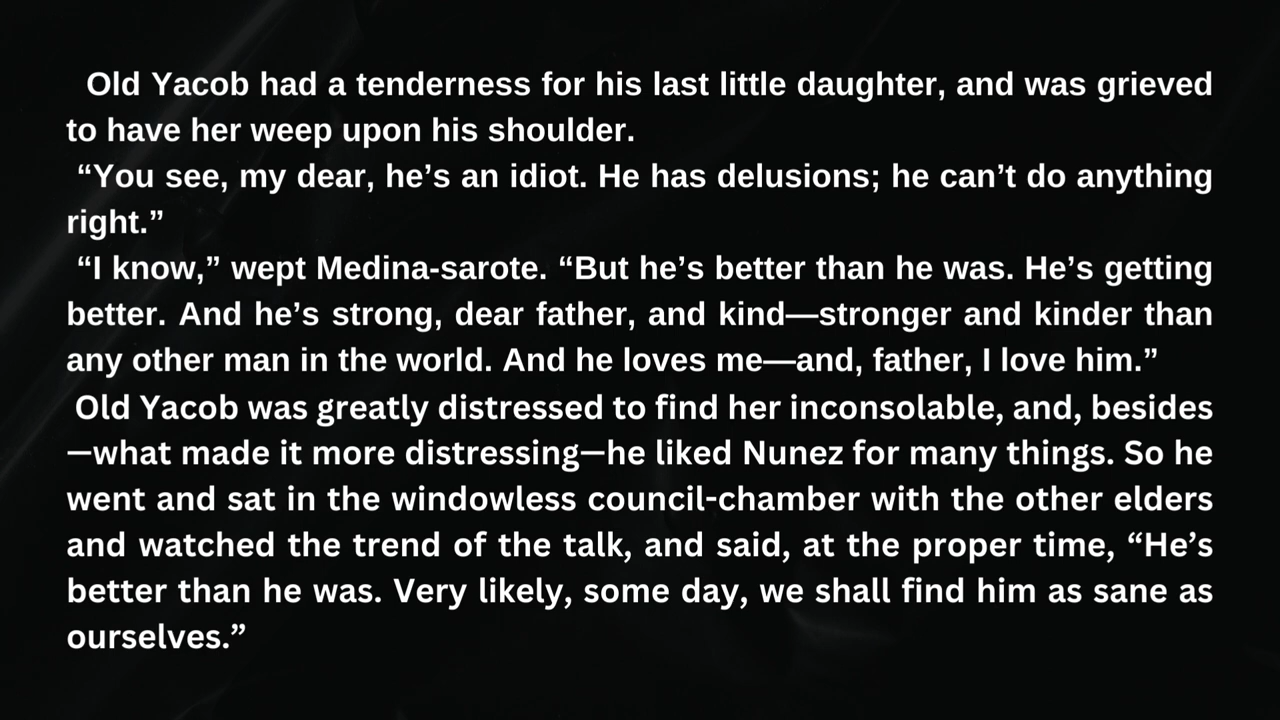 Old Yacob had a tenderness for his last little daughter, and was grieved
to have her weep upon his shoulder.
“You see, my dear, he’s an idiot. He has delusions; he can’t do anything
right.”
“I know,” wept Medina-sarote. “But he’s better than he was. He’s getting
better. And he’s strong, dear father, and kind—stronger and kinder than
any other man in the world. And he loves me—and, father, I love him.”
Old Yacob was greatly distressed to find her inconsolable, and, besides
—what made it more distressing—he liked Nunez for many things. So he
went and sat in the windowless council-chamber with the other elders
and watched the trend of the talk, and said, at the proper time, “He’s
better than he was. Very likely, some day, we shall find him as sane as
ourselves.”